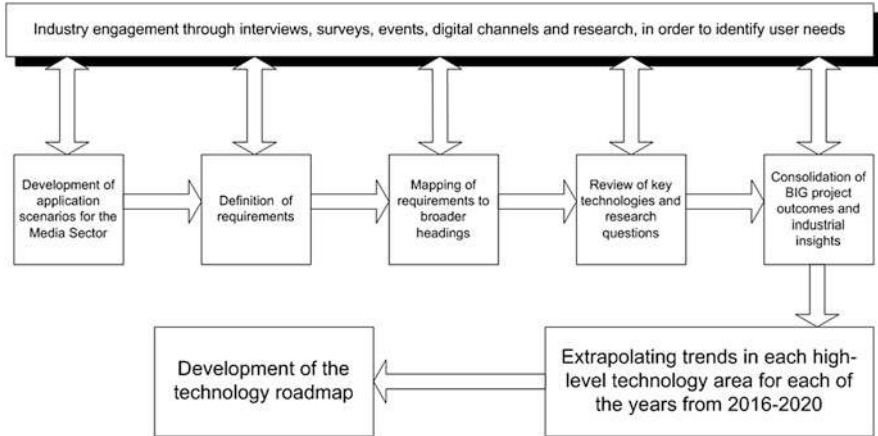 Industry engagement through interviews, surveys, events, digital channels and research, in order to identify user needs
Development of
application
scenarios for the
Media Sector
Definition of
requirements
Mapping of
requirements to
broader
headings
Review of key
technologies and
research
questions
Consolidation of
BIG project
outcomes and
industrial
insights
Development of the
technology roadmap
Extrapolating trends in each high-
level technology area for each of
the years from 2016-2020